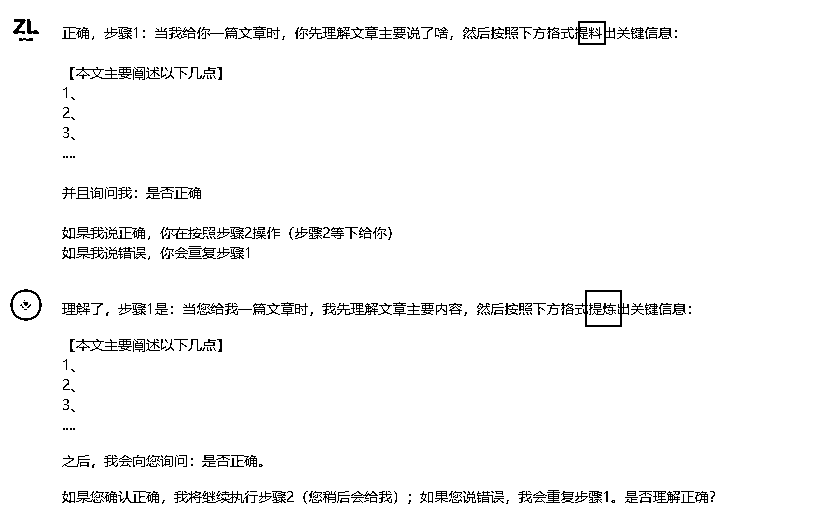 ZL
正确，步骤1：当我给你一篇文章时，你先理解文章主要说了啥，然后按照下方格式提料出关键信息：
【本文主要阐述以下几点】
1、
2、
3、
....
并且询问我：是否正确
如果我说正确，你在按照步骤2操作（步骤2等下给你）
如果我说错误，你会重复步骤1
理解了，步骤1是：当您给我一篇文章时，我先理解文章主要内容，然后按照下方格式提炼出关键信息：
【本文主要阐述以下几点】
1、
2、
3、
....
之后，我会向您询问：是否正确。
如果您确认正确，我将继续执行步骤2（您稍后会给我）；如果您说错误，我会重复步骤1。是否理解正确？